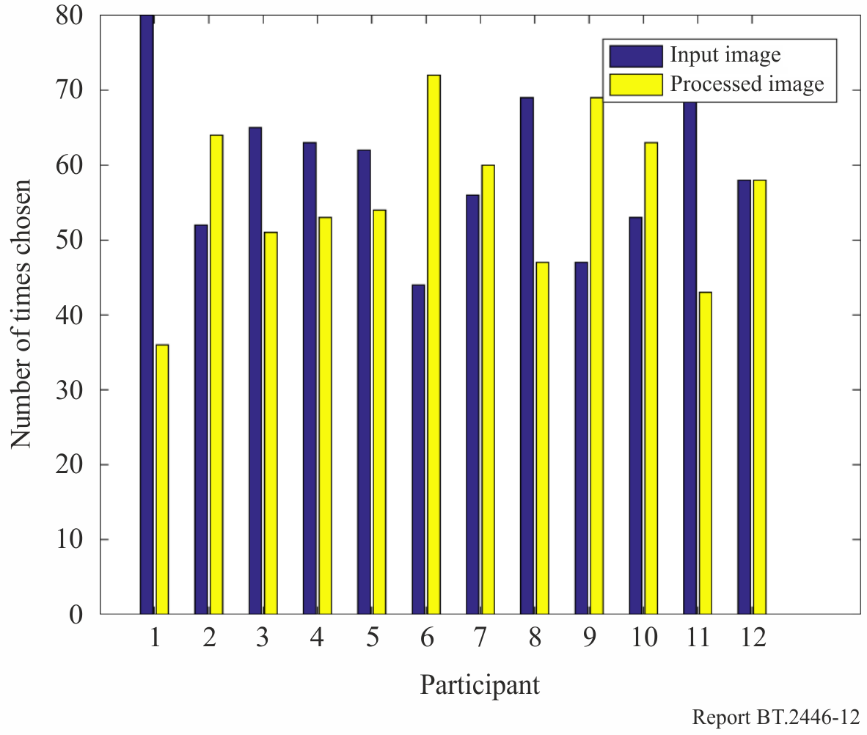 80
70
60
50
40
30
20
10
0
Number of times chosen
Input image
Processed image
1 2 3 4 5 6 7 8 9 10 11 12
Participant
Report BT.2446-12